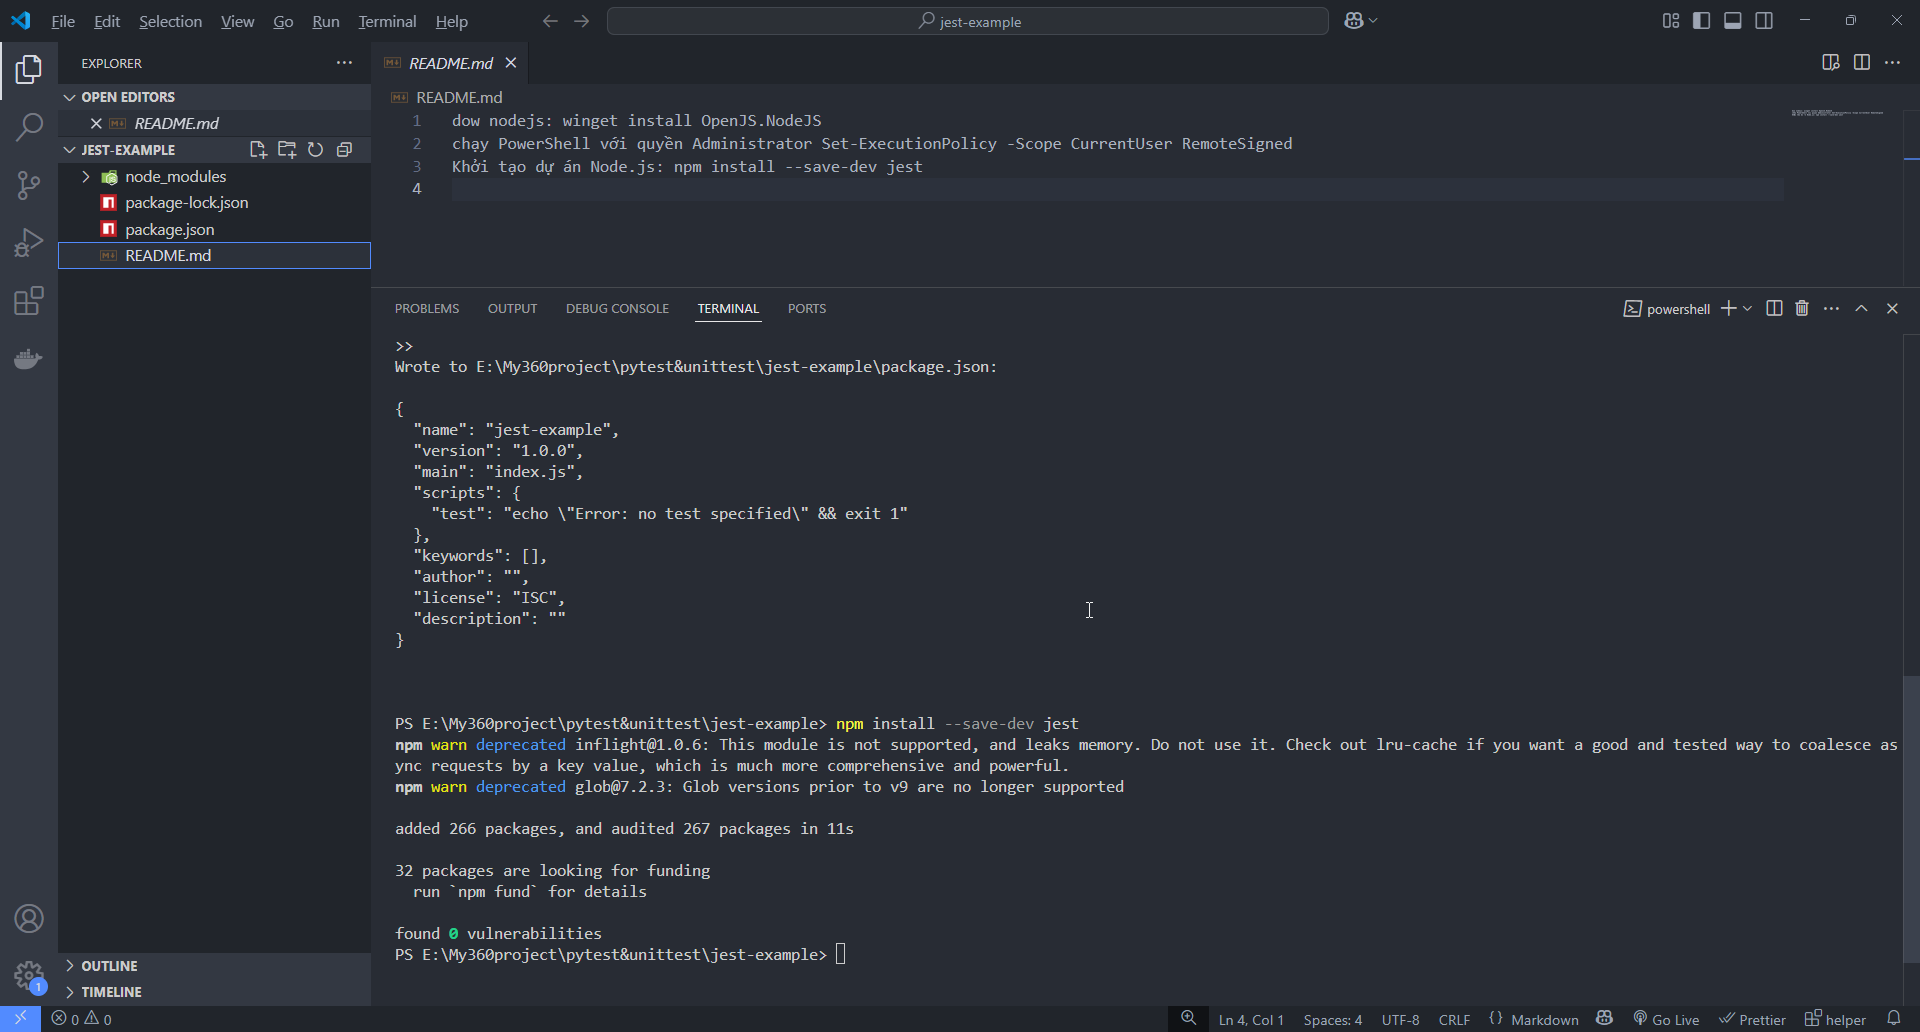 File Edit Selection View Go Run Terminal Help
jest-example
EXPLORER
OPEN EDITORS
README.md
JEST-EXAMPLE
node_modules
package-lock.json
package.json
README.md
OUTLINE
TIMELINE
README.md
README.md
1 dow nodejs: winget install OpenJS.NodeJS
2 chạy PowerShell với quyền Administrator Set-ExecutionPolicy -Scope CurrentUser RemoteSigned
3 Khởi tạo dự án Node.js: npm install --save-dev jest
4
PROBLEMS OUTPUT DEBUG CONSOLE TERMINAL PORTS
powershell
>>
Wrote to E:\My360project\pytest&unittest\jest-example\package.json:
{
"name": "jest-example",
"version": "1.0.0",
"main": "index.js",
"scripts": {
"test": "echo \"Error: no test specified\" && exit 1"
},
"keywords": [],
"author": "",
"license": "ISC",
"description": ""
}
PS E:\My360project\pytest&unittest\jest-example> npm install --save-dev jest
npm warn deprecated inflight@1.0.6: This module is not supported, and leaks memory. Do not use it. Check out lru-cache if you want a good and tested way to coalesce as
ync requests by a key value, which is much more comprehensive and powerful.
npm warn deprecated glob@7.2.3: Glob versions prior to v9 are no longer supported
added 266 packages, and audited 267 packages in 11s
32 packages are looking for funding
run `npm fund` for details
found 0 vulnerabilities
PS E:\My360project\pytest&unittest\jest-example>
1
0 0
Ln 4, Col 1 Spaces: 4 UTF-8 CRLF {} Markdown Go Live Prettier helper